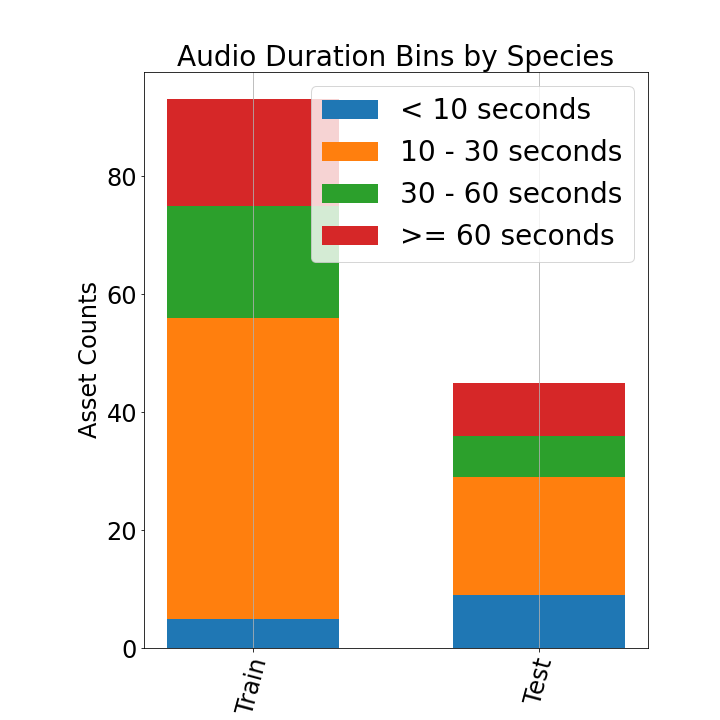 Audio Duration Bins by Species
< 10 seconds
10 - 30 seconds
30 - 60 seconds
>= 60 seconds
Asset Counts
80
60
40
20
0
Train
Test